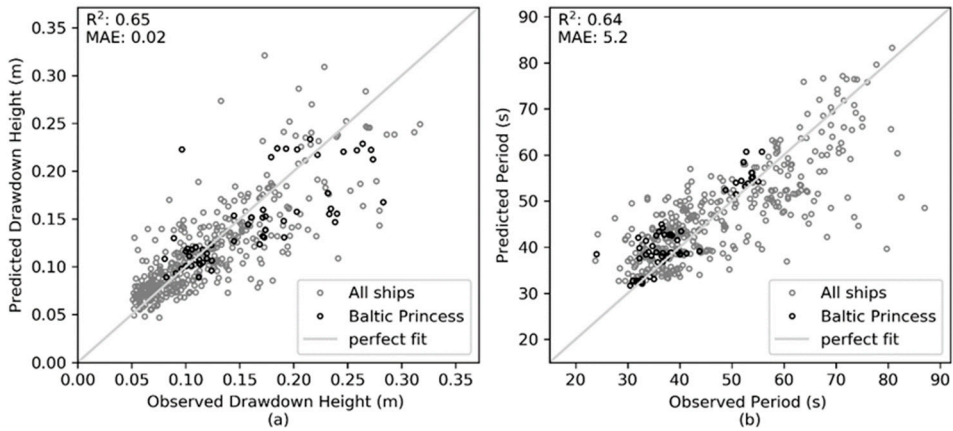 R²: 0.65
MAE: 0.02
0.35
0.30
0.25
0.20
0.15
0.10
0.05
0.00
Predicted Drawdown Height (m)
All ships
Baltic Princess
perfect fit
0.00 0.05 0.10 0.15 0.20 0.25 0.30 0.35
Observed Drawdown Height (m)
(a)
R²: 0.64
MAE: 5.2
90
80
70
60
50
40
30
20
Predicted Period (s)
All ships
Baltic Princess
perfect fit
20 30 40 50 60 70 80 90
Observed Period (s)
(b)